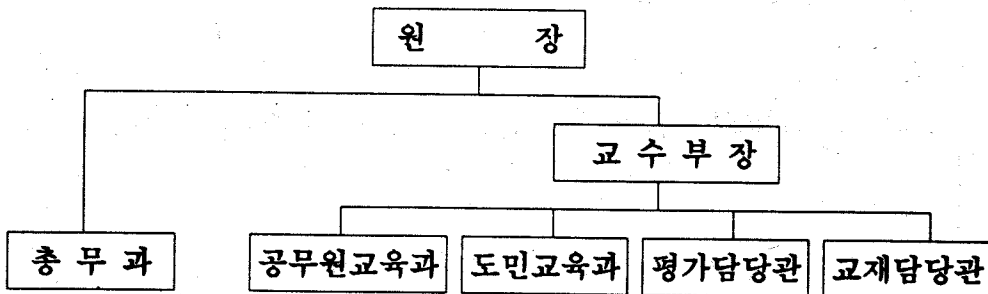 원 장
교 수 부 장
총 무 과
공무원교육과
도민교육과
평가담당관
교재담당관